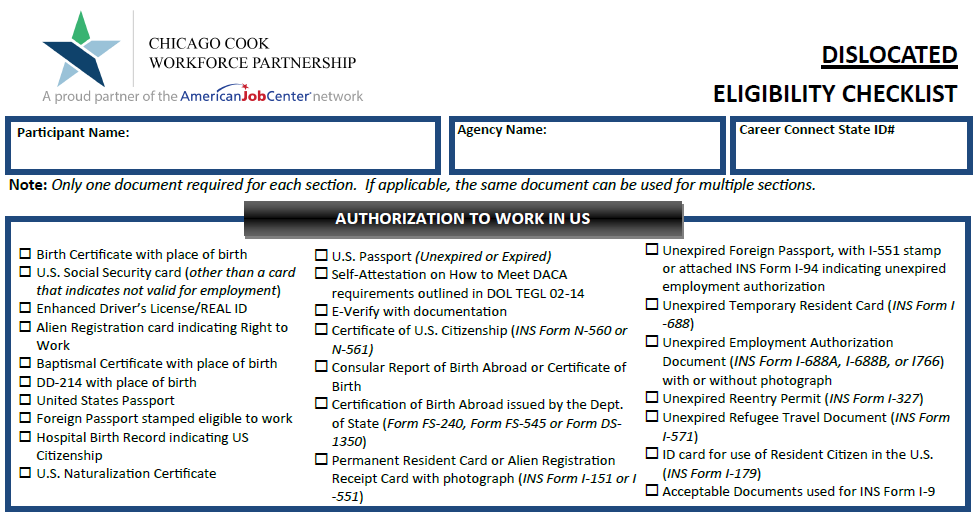 CHICAGO COOK
WORKFORCE PARTNERSHIP
A proud partner of the AmericanJobCenter network
DISLOCATED
ELIGIBILITY CHECKLIST
Participant Name:
Agency Name:
Career Connect State ID#
Note: Only one document required for each section. If applicable, the same document can be used for multiple sections.
AUTHORIZATION TO WORK IN US
☐ Birth Certificate with place of birth
☐ U.S. Social Security card (other than a card
that indicates not valid for employment)
☐ Enhanced Driver's License/REAL ID
☐ Alien Registration card indicating Right to
Work
☐ Baptismal Certificate with place of birth
☐ DD-214 with place of birth
☐ United States Passport
☐ Foreign Passport stamped eligible to work
☐ Hospital Birth Record indicating US
Citizenship
☐ U.S. Naturalization Certificate
☐ U.S. Passport (Unexpired or Expired)
☐ Self-Attestation on How to Meet DACA
requirements outlined in DOL TEGL 02-14
☐ E-Verify with documentation
☐ Certificate of U.S. Citizenship (INS Form N-560 or
N-561)
☐ Consular Report of Birth Abroad or Certificate of
Birth
☐ Certification of Birth Abroad issued by the Dept.
of State (Form FS-240, Form FS-545 or Form DS-
1350)
☐ Permanent Resident Card or Alien Registration
Receipt Card with photograph (INS Form I-151 or I
-551)
☐ Unexpired Foreign Passport, with I-551 stamp
or attached INS Form I-94 indicating unexpired
employment authorization
☐ Unexpired Temporary Resident Card (INS Form I
-688)
☐ Unexpired Employment Authorization
Document (INS Form I-688A, I-688B, or I766)
with or without photograph
☐ Unexpired Reentry Permit (INS Form I-327)
☐ Unexpired Refugee Travel Document (INS Form
I-571)
☐ ID card for use of Resident Citizen in the U.S.
(INS Form I-179)
☐ Acceptable Documents used for INS Form I-9